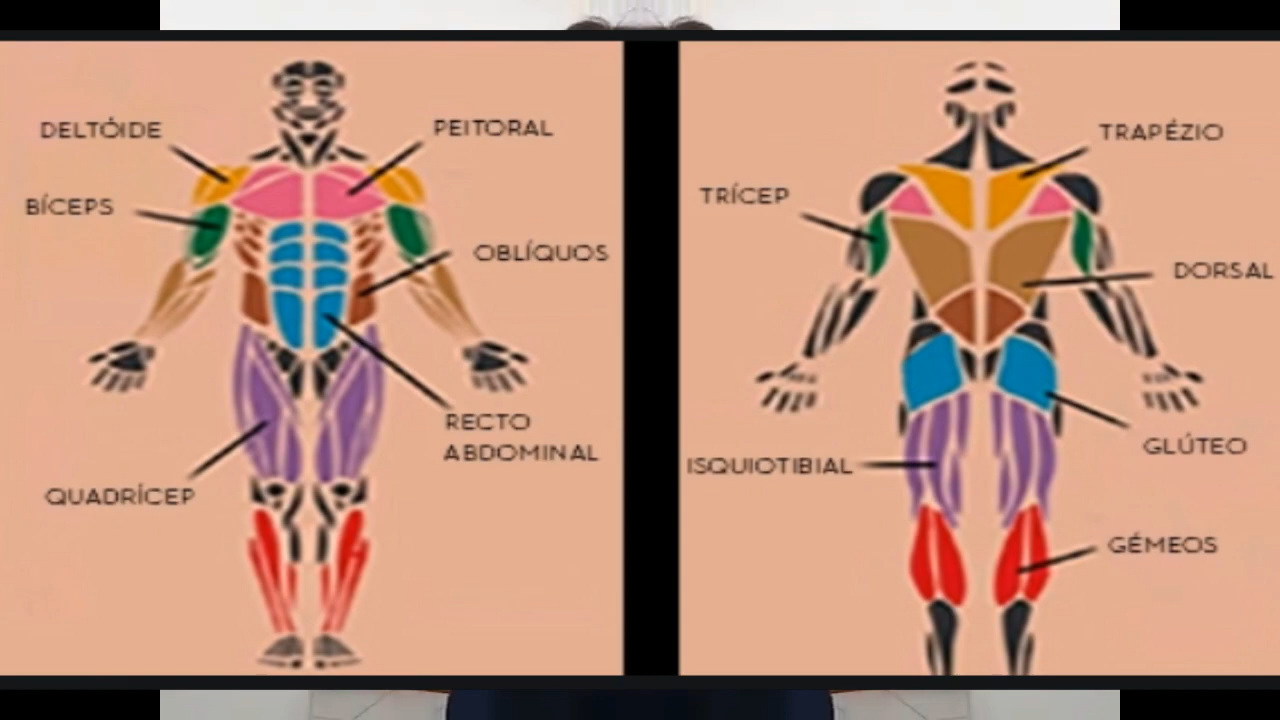 DELTÓIDE
PEITORAL
BÍCEPS
OBLÍQUOS
RECTO
ABDOMINAL
QUADRÍCEP
TRAPÉZIO
TRÍCEP
DORSAL
GLÚTEO
ISQUIOTIBIAL
GÉMEOS